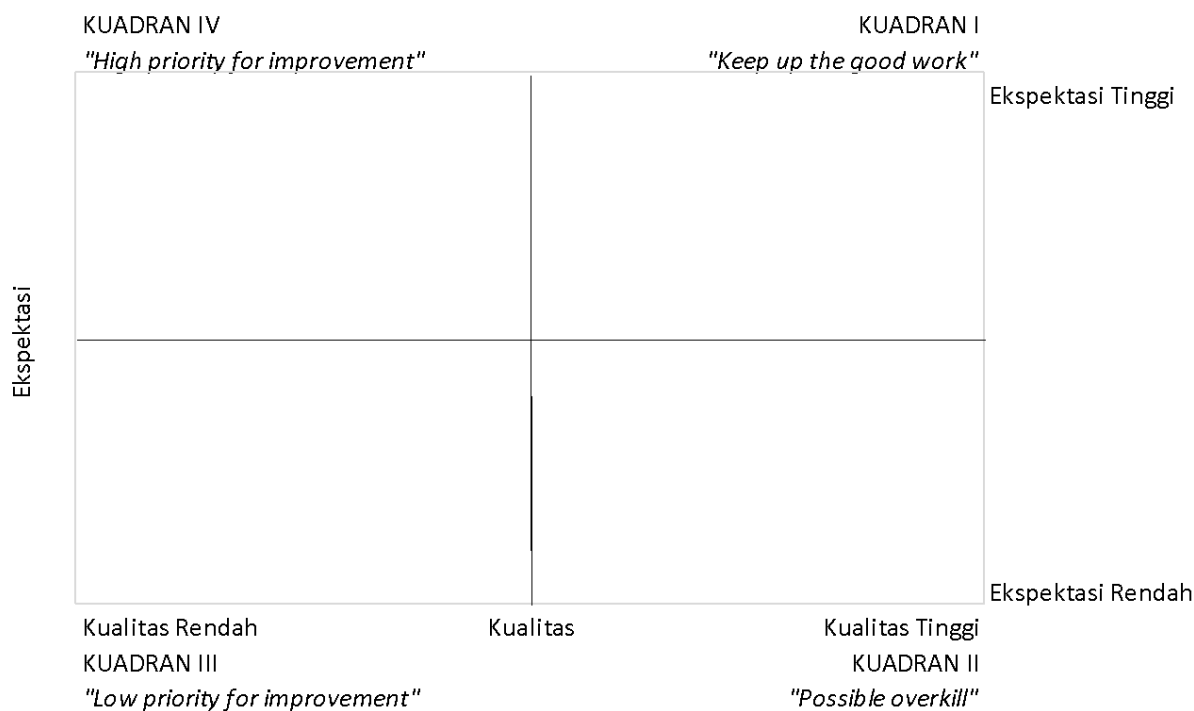 KUADRAN IV
"High priority for improvement"
KUADRAN I
"Keep up the good work"
Ekspektasi Tinggi
Ekspektasi
Ekspektasi Rendah
Kualitas Rendah
Kualitas
Kualitas Tinggi
KUADRAN III
"Low priority for improvement"
KUADRAN II
"Possible overkill"